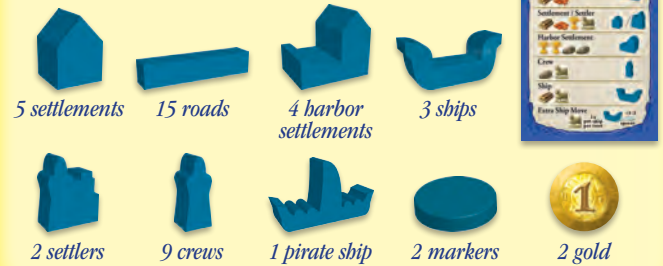 Settlement / Settler
Harbor Settlement
Crew
Ship
Extra Ship Move
5 settlements
15 roads
4 harbor
settlements
3 ships
1
2 settlers
9 crews
1 pirate ship
2 markers
2 gold